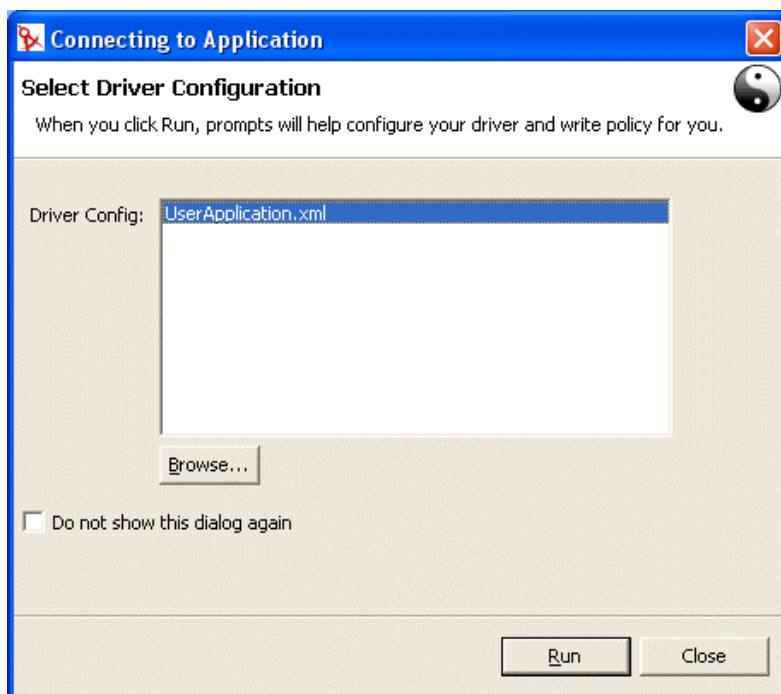 Connecting to Application
Select Driver Configuration
When you click Run, prompts will help configure your driver and write policy for you.
Driver Config:
UserApplication.xml
Browse...
Do not show this dialog again
Run
Close